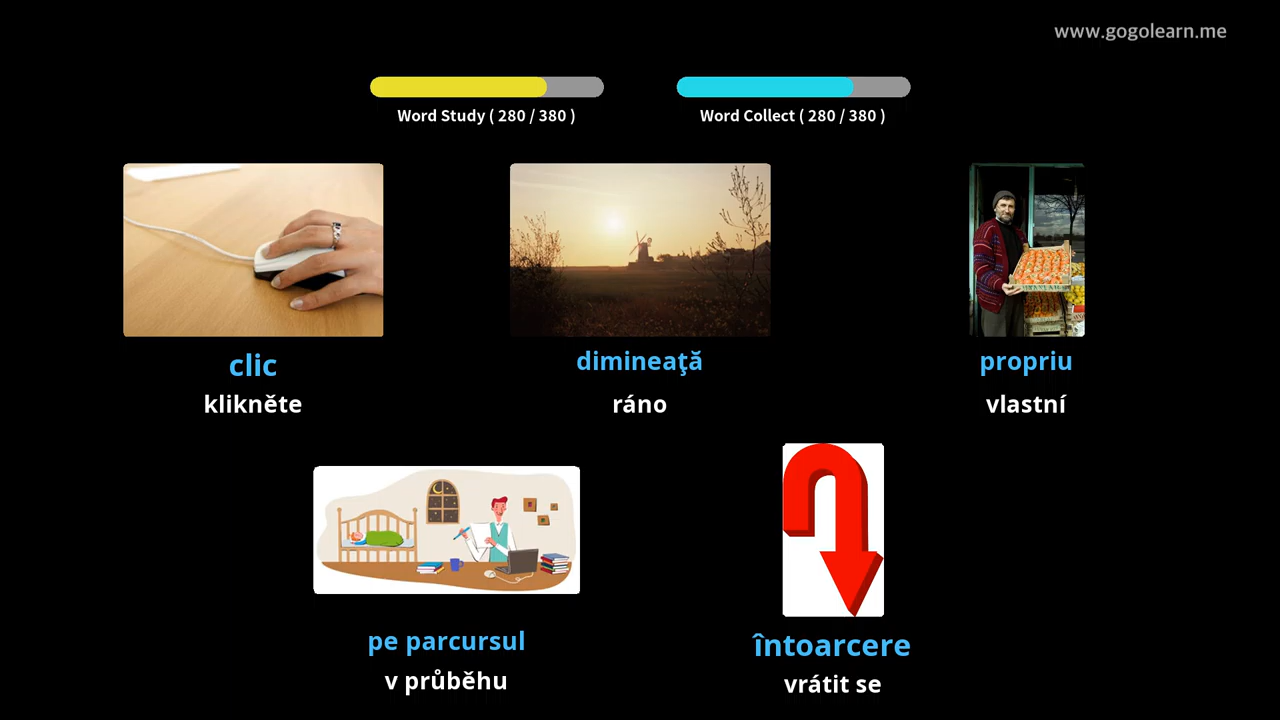 www.gogolearn.me
Word Study ( 280 / 380 )
Word Collect ( 280 / 380 )
clic
klikněte
dimineaţă
ráno
propriu
vlastní
pe parcursul
v průběhu
întoarcere
vrátit se